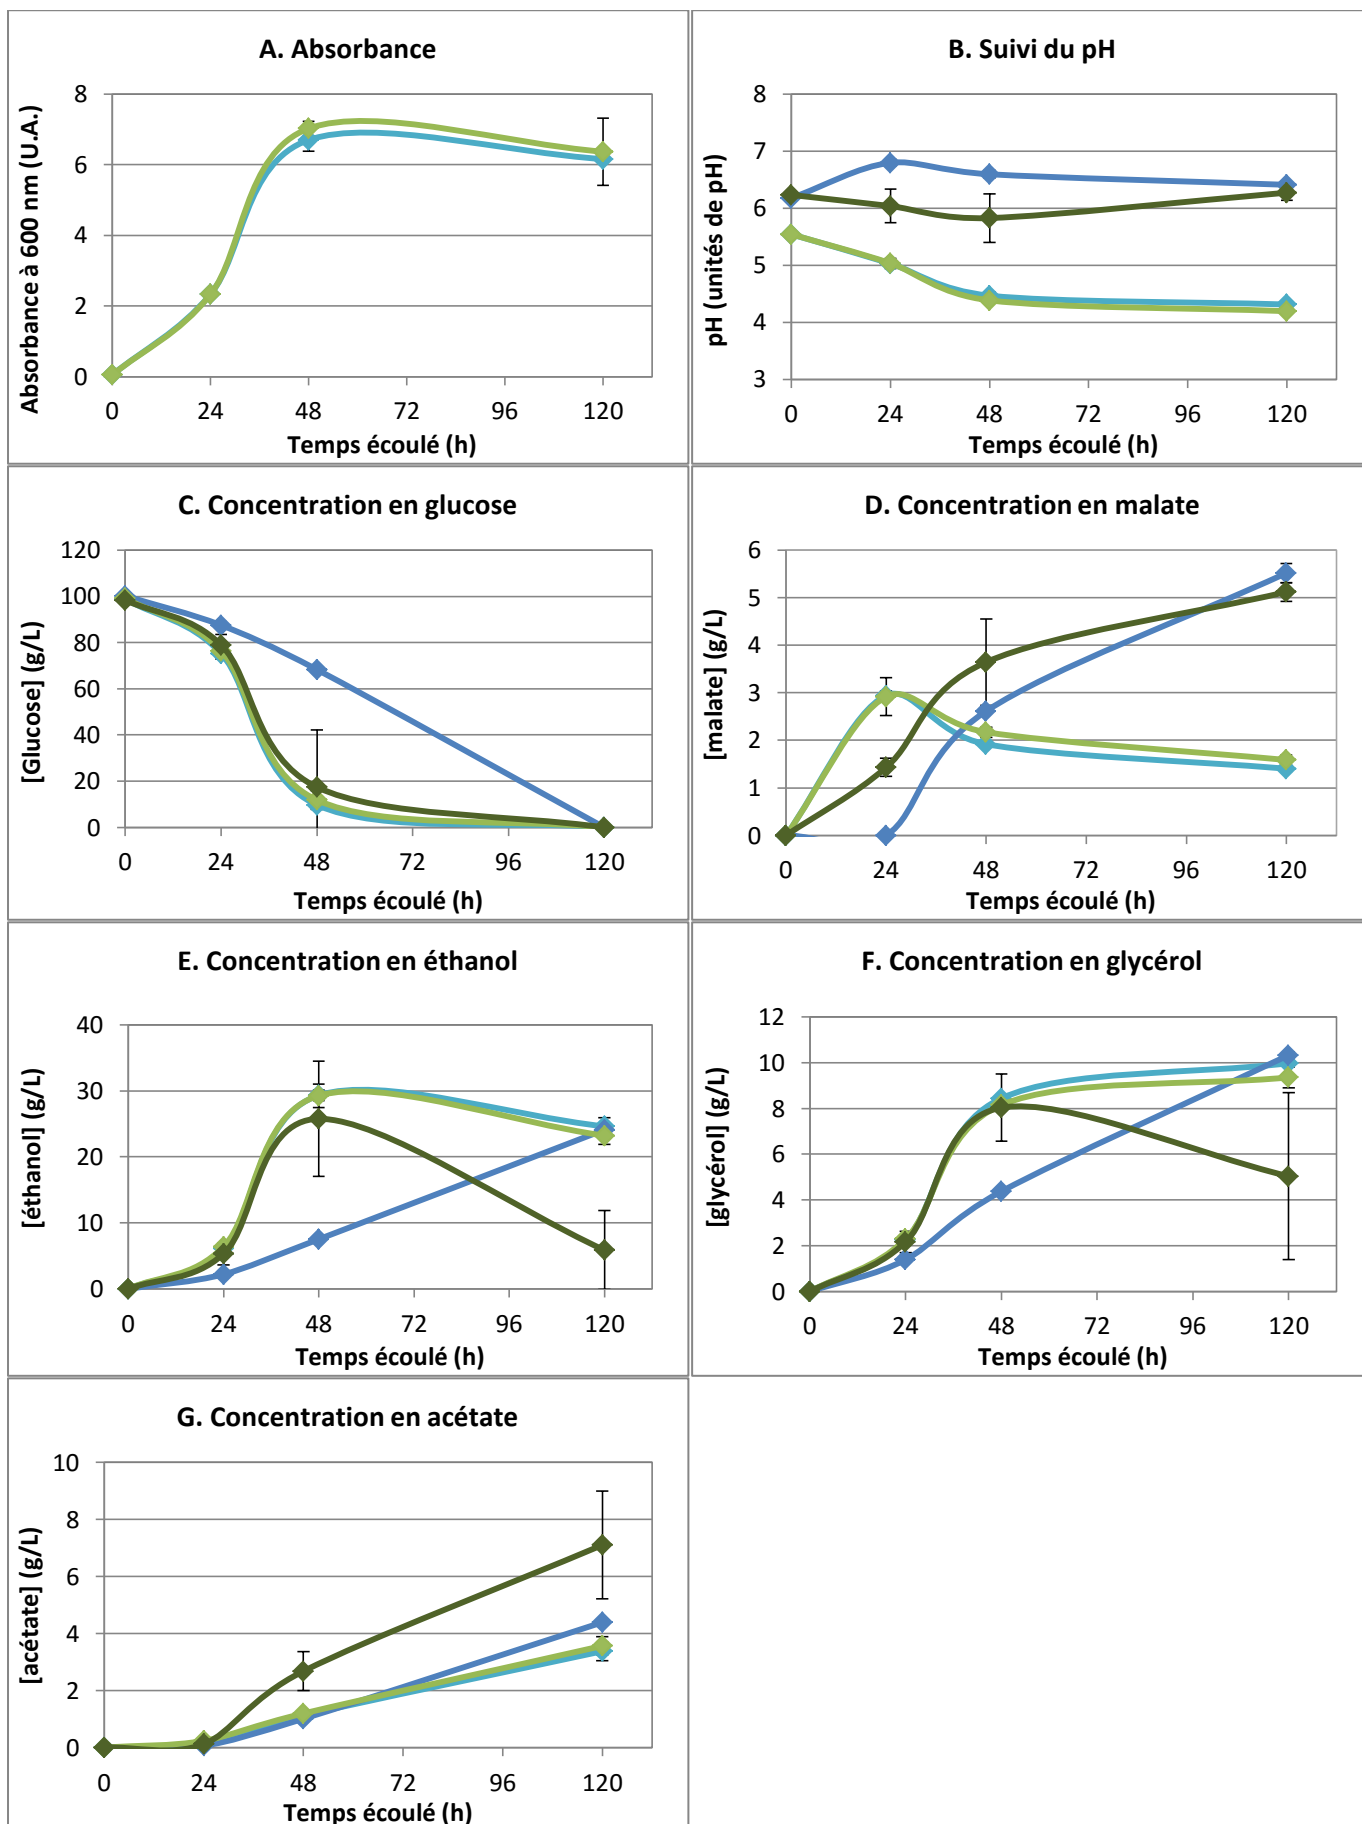 A. Absorbance
Absorbance à 600 nm (U.A.)
8
6
4
2
0
0 24 48 72 96 120
Temps écoulé (h)
B. Suivi du pH
pH (unités de pH)
8
7
6
5
4
3
0 24 48 72 96 120
Temps écoulé (h)
C. Concentration en glucose
[Glucose] (g/L)
120
100
80
60
40
20
0
0 24 48 72 96 120
Temps écoulé (h)
D. Concentration en malate
[malate] (g/L)
6
5
4
3
2
1
0
0 24 48 72 96 120
Temps écoulé (h)
E. Concentration en éthanol
[éthanol] (g/L)
40
30
20
10
0
0 24 48 72 96 120
Temps écoulé (h)
F. Concentration en glycérol
[glycérol] (g/L)
12
10
8
6
4
2
0
0 24 48 72 96 120
Temps écoulé (h)
G. Concentration en acétate
[acétate] (g/L)
10
8
6
4
2
0
0 24 48 72 96 120
Temps écoulé (h)